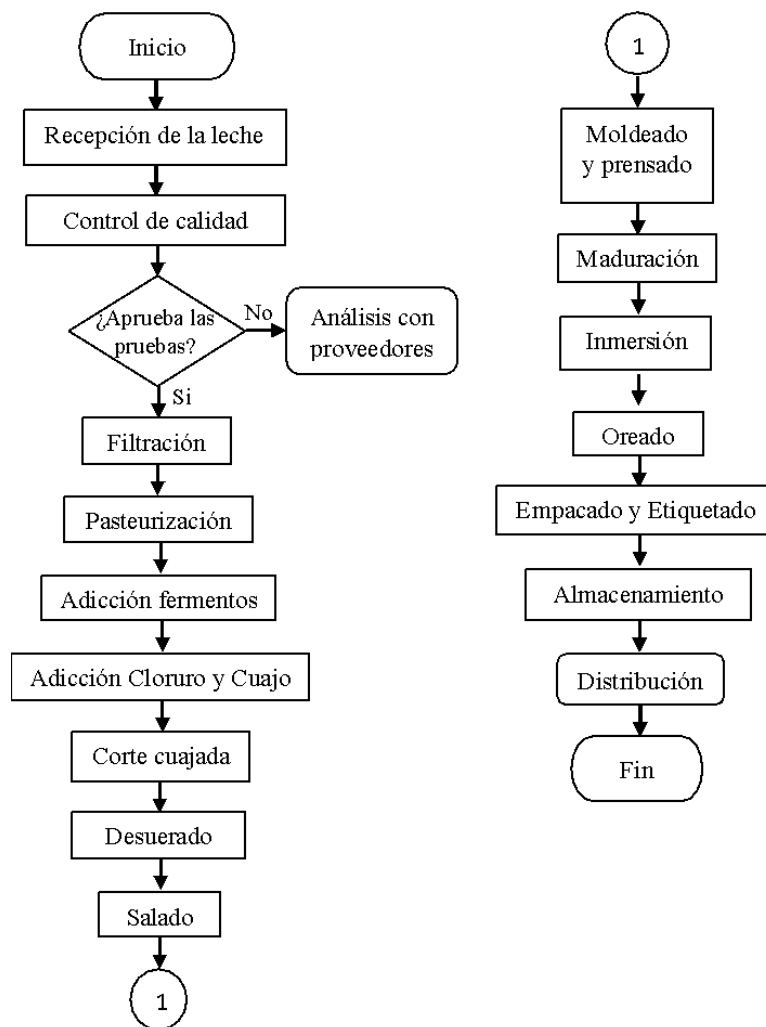 Inicio
Recepción de la leche
Control de calidad
¿Aprueba las
pruebas?
No
Análisis con
proveedores
Si
Filtración
Pasteurización
Adicción fermentos
Adicción Cloruro y Cuajo
Corte cuajada
Desuerado
Salado
1
1
Moldeado
y prensado
Maduración
Inmersión
Oreado
Empacado y Etiquetado
Almacenamiento
Distribución
Fin